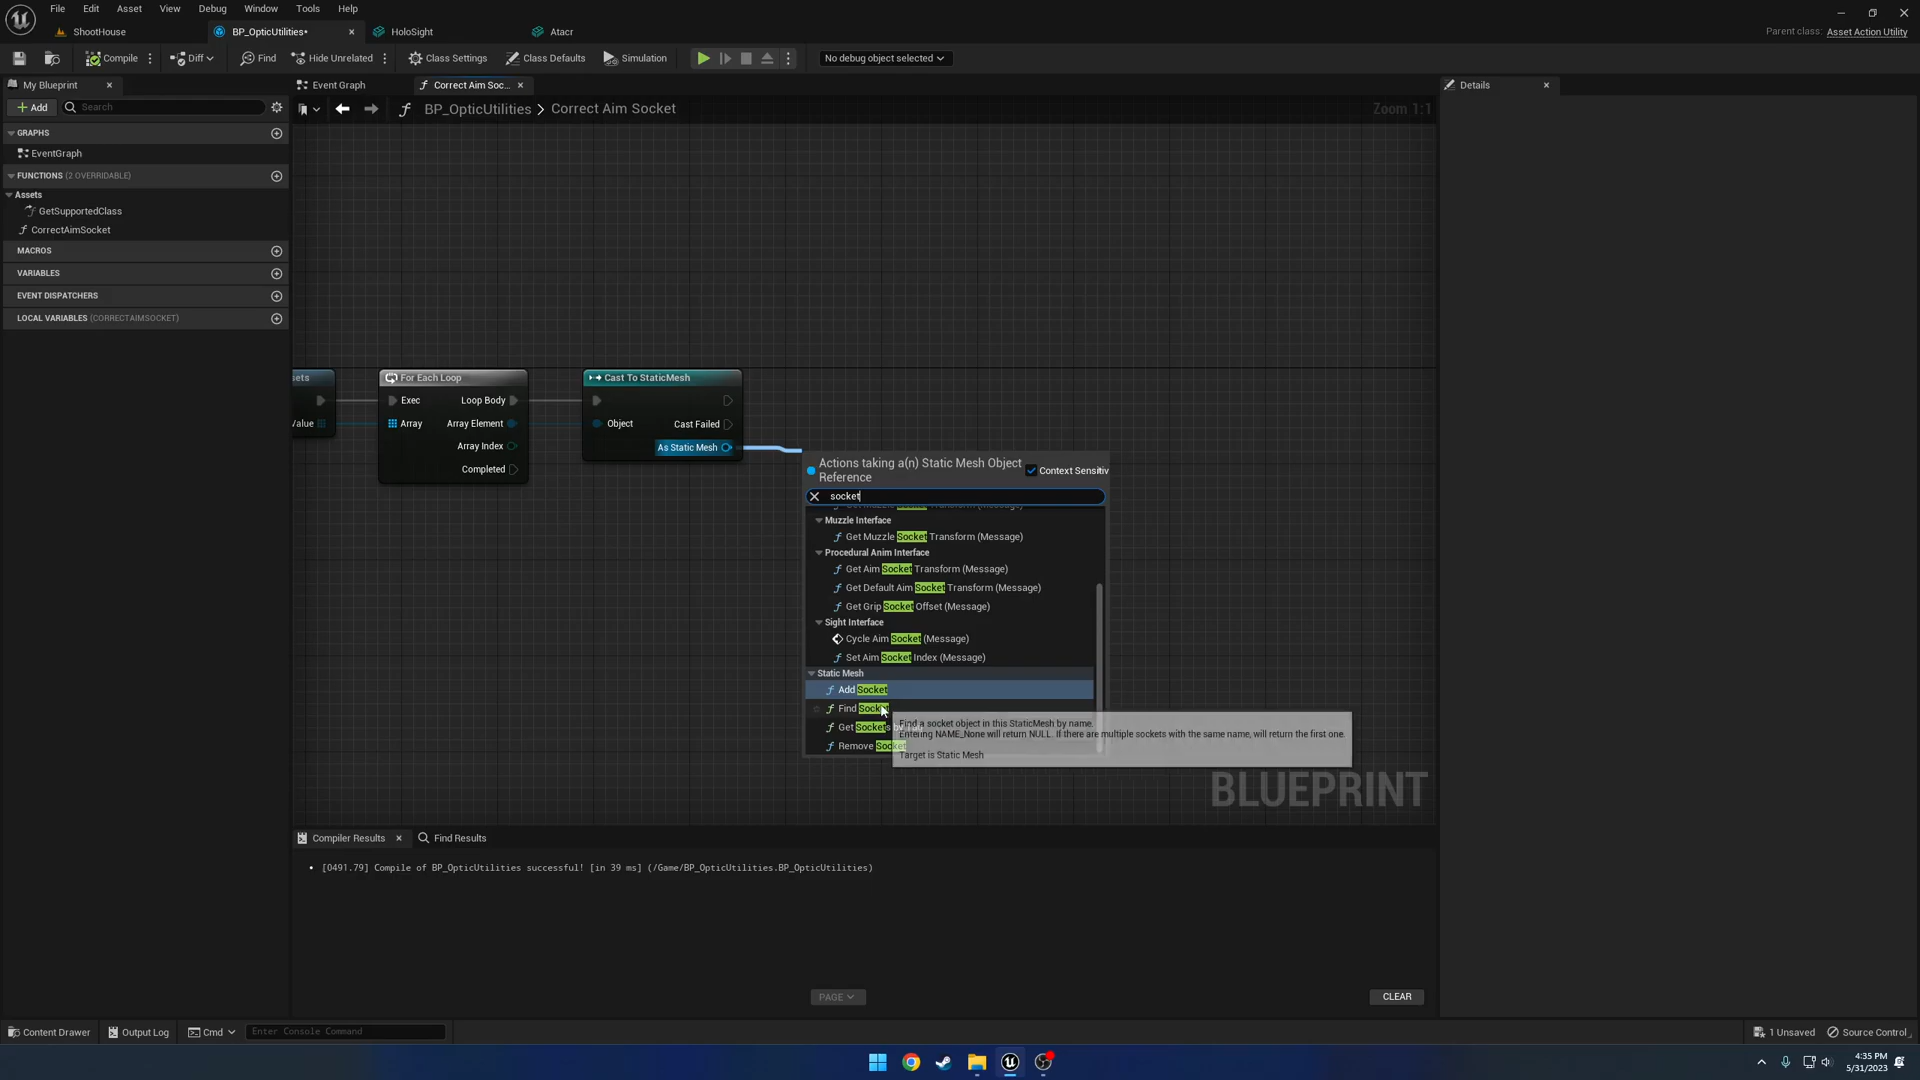 File Edit Asset View Debug Window Tools Help
ShootHouse
BP_OpticUtilities•
HoloSight
Atacr
Parent class: Asset Action Utility
Compile
Diff
Find
Hide Unrelated
Class Settings
Class Defaults
Simulation
No debug object selected
My Blueprint
Event Graph
Correct Aim Soc...
Details
Add
Search
BP_OpticUtilities > Correct Aim Socket
Zoom 1:1
GRAPHS
EventGraph
FUNCTIONS (2 OVERRIDABLE)
Assets
GetSupportedClass
CorrectAimSocket
MACROS
VARIABLES
EVENT DISPATCHERS
LOCAL VARIABLES (CORRECTAIMSOCKET)
sets
Value
For Each Loop
Exec Loop Body
Array Array Element
Array Index
Completed
Cast To StaticMesh
Object Cast Failed
As Static Mesh
Actions taking a(n) Static Mesh Object
Reference
Context Sensitiv
socket
Muzzle Interface
Get Muzzle Socket Transform (Message)
Procedural Anim Interface
Get Aim Socket Transform (Message)
Get Default Aim Socket Transform (Message)
Get Grip Socket Offset (Message)
Sight Interface
Cycle Aim Socket (Message)
Set Aim Socket Index (Message)
Static Mesh
Add Socket
Find Socket
Get Sockets by
Remove Socket
Find a socket object in this StaticMesh by name.
Entering NAME_None will return NULL. If there are multiple sockets with the same name, will return the first one.
Target is Static Mesh
BLUEPRINT
Compiler Results
Find Results
[0491.79] Compile of BP_OpticUtilities successful! [in 39 ms] (/Game/BP_OpticUtilities.BP_OpticUtilities)
PAGE
CLEAR
Content Drawer
Output Log
Cmd
Enter Console Command
1 Unsaved
Source Control
4:35 PM
5/31/2023